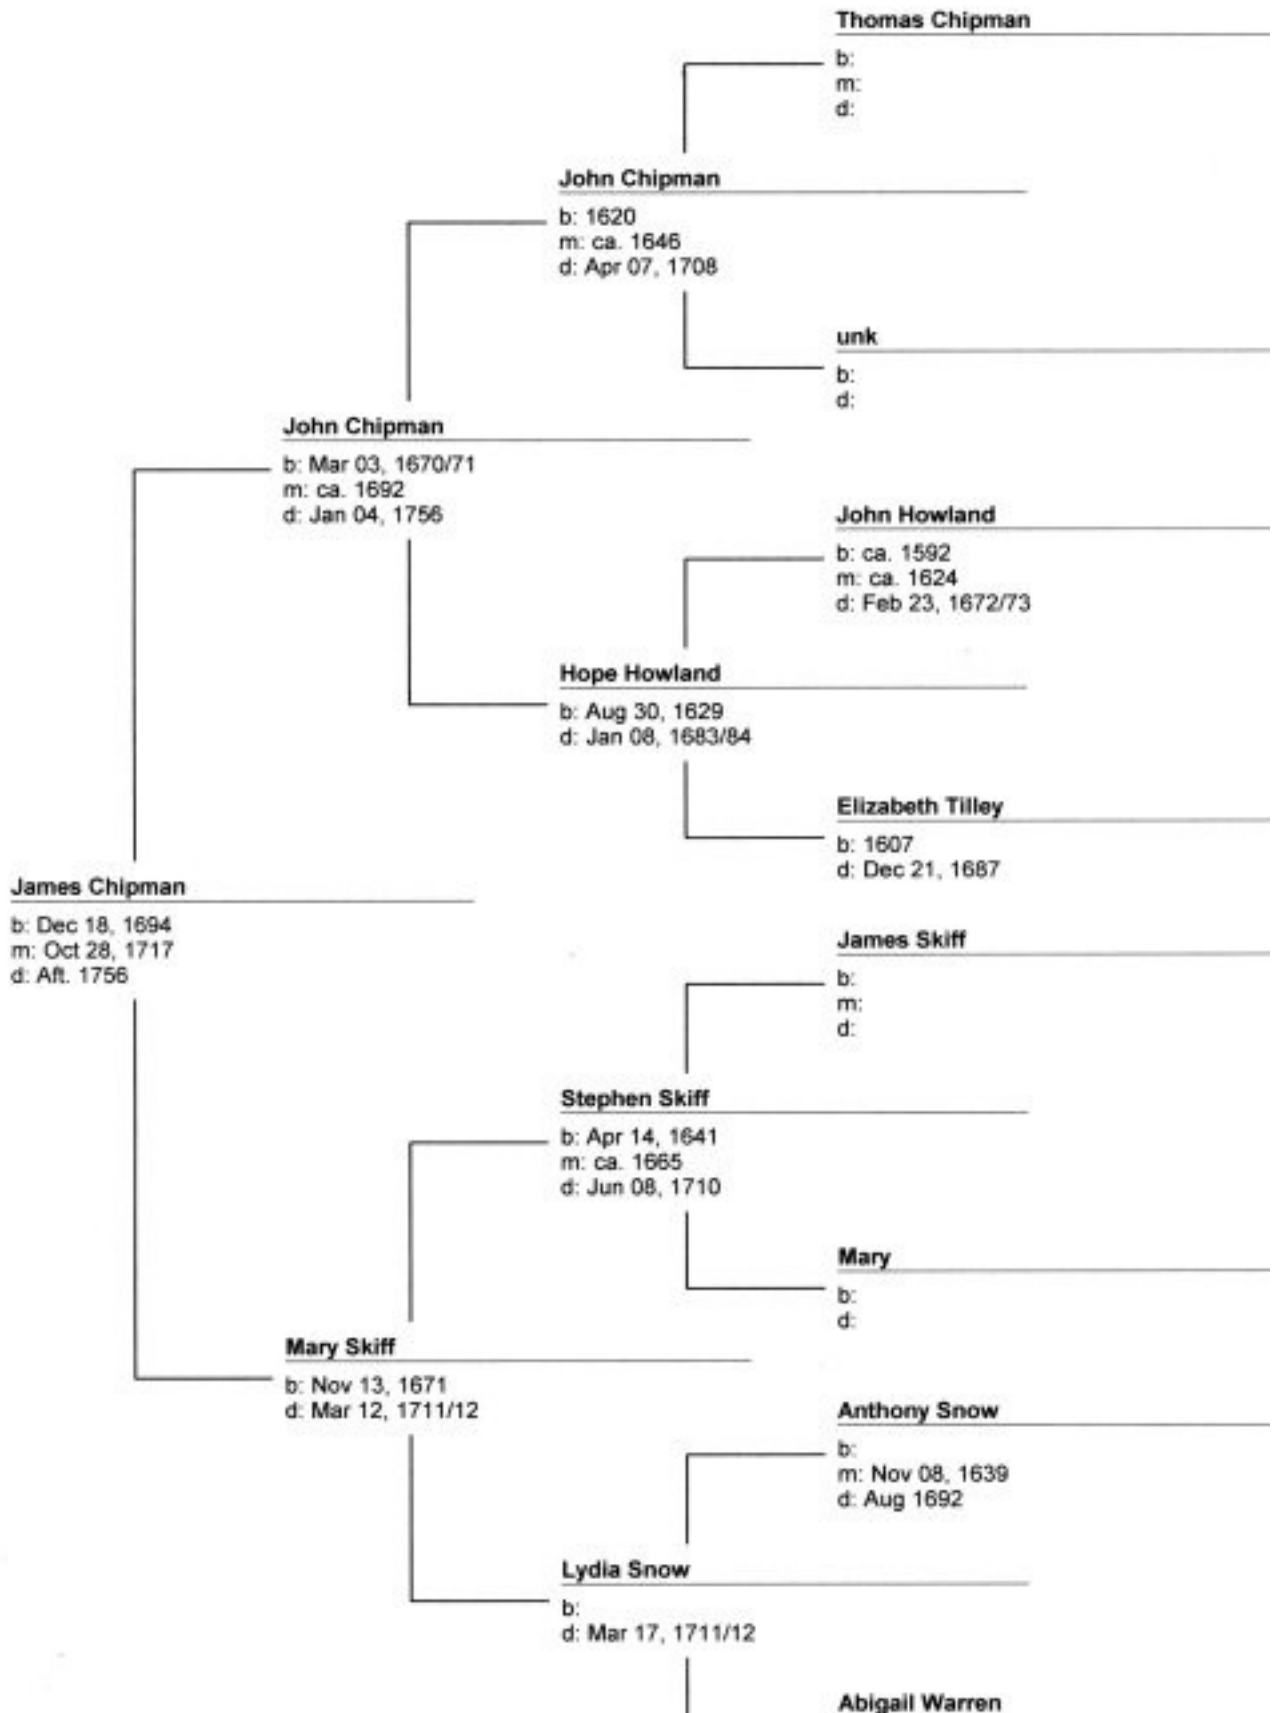 Thomas Chipman
b:
m:
d:
John Chipman
b: 1620
m: ca. 1646
d: Apr 07, 1708
unk
b:
d:
John Chipman
b: Mar 03, 1670/71
m: ca. 1692
d: Jan 04, 1756
John Howland
b: ca. 1592
m: ca. 1624
d: Feb 23, 1672/73
Hope Howland
b: Aug 30, 1629
d: Jan 08, 1683/84
Elizabeth Tilley
b: 1607
d: Dec 21, 1687
James Chipman
b: Dec 18, 1694
m: Oct 28, 1717
d: Aft. 1756
James Skiff
b:
m:
d:
Stephen Skiff
b: Apr 14, 1641
m: ca. 1665
d: Jun 08, 1710
Mary
b:
d:
Mary Skiff
b: Nov 13, 1671
d: Mar 12, 1711/12
Anthony Snow
b:
m: Nov 08, 1639
d: Aug 1692
Lydia Snow
b:
d: Mar 17, 1711/12
Abigail Warren